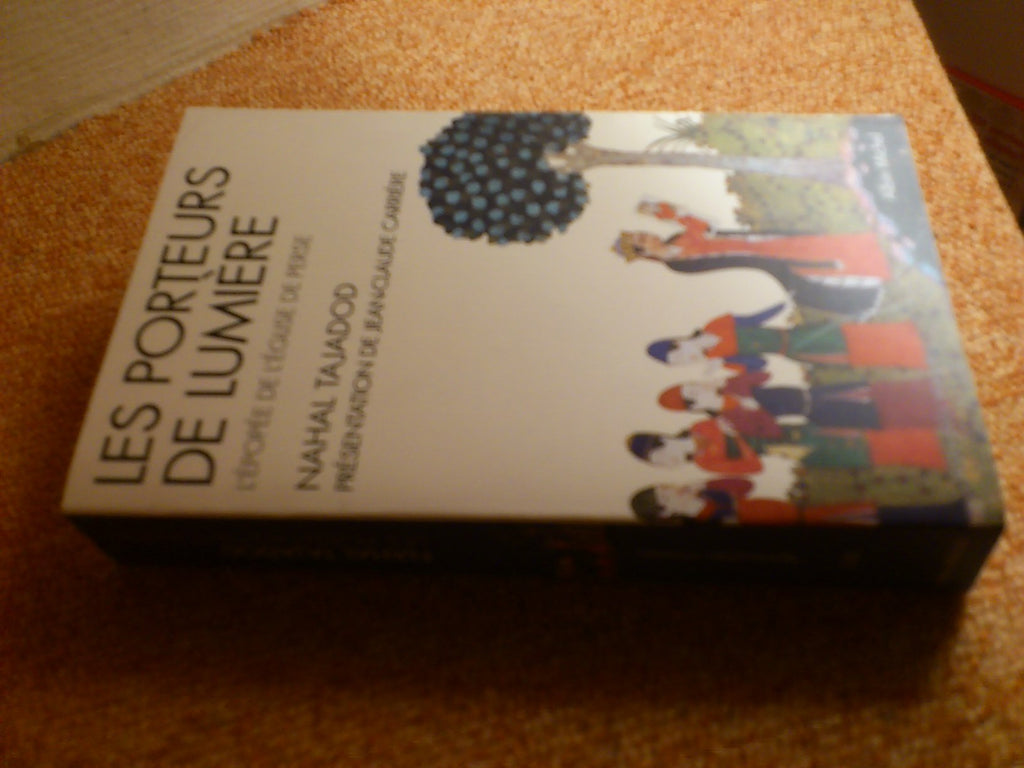 LES PORTEURS
DE LUMIÈRE
L'ÉPOPÉE DE L'ÉGLISE DE PERSE
NAHAL TAJADOD
PRÉSENTATION DE JEAN-CLAUDE CARRIÈRE